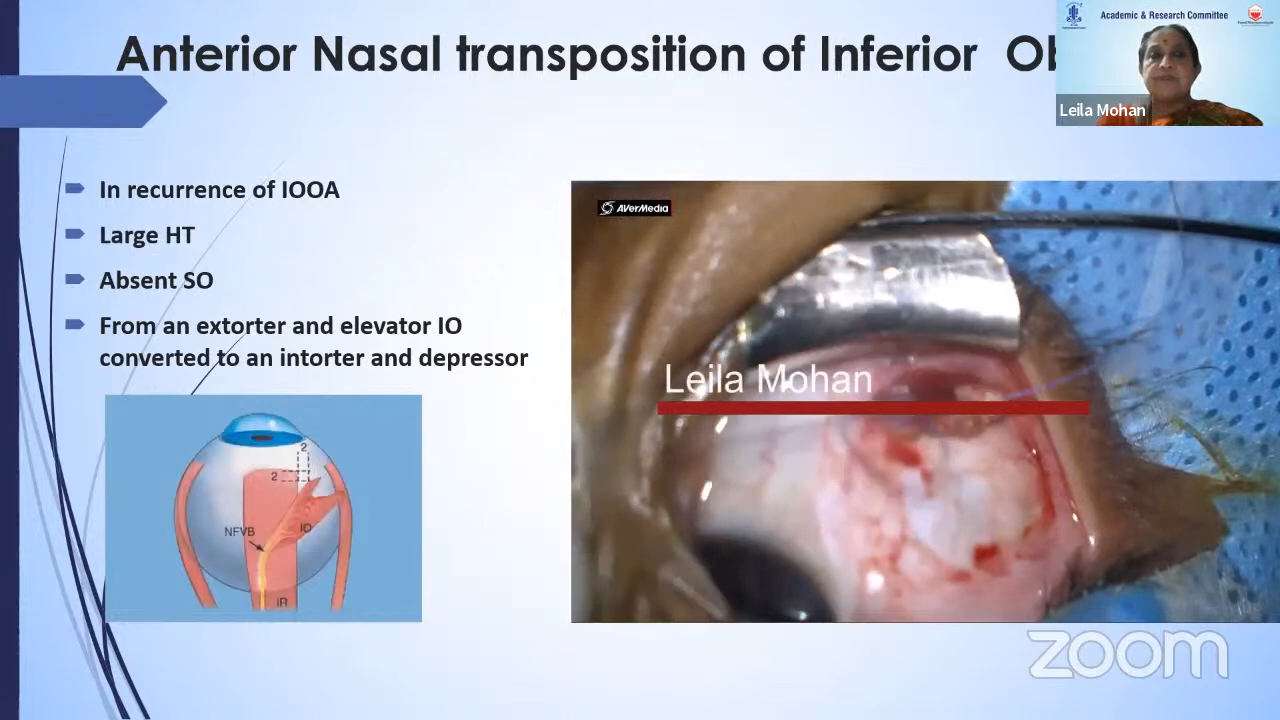 Academic & Research Committee
Anterior Nasal transposition of Inferior
Leila Mohan
In recurrence of IOOA
Large HT
Absent SO
From an extorter and elevator IO
converted to an intorter and depressor
AVerMedia
Leila Mohan
2
2
NFVB
IO
IR
zoom